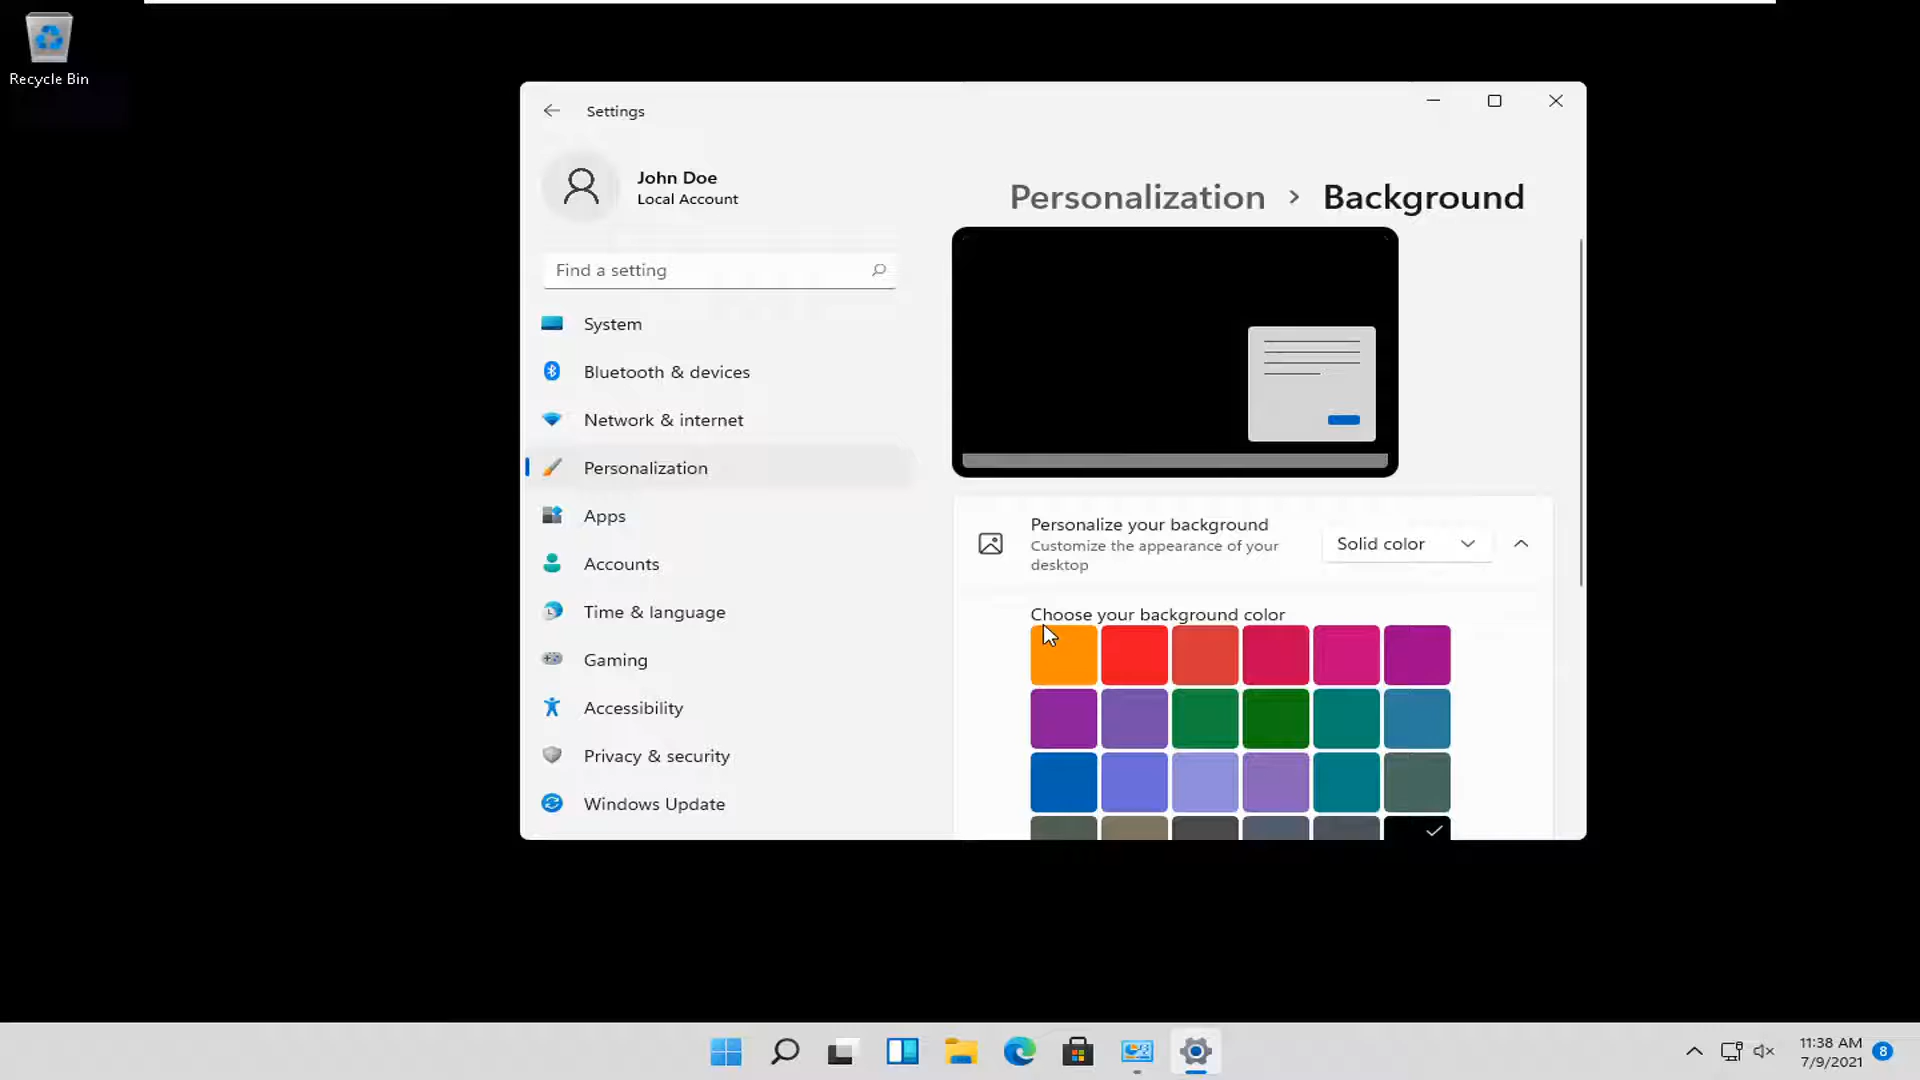 Recycle Bin
Settings
John Doe
Local Account
Find a setting
System
Bluetooth & devices
Network & internet
Personalization
Apps
Accounts
Time & language
Gaming
Accessibility
Privacy & security
Windows Update
Personalization > Background
Personalize your background
Customize the appearance of your
desktop
Solid color
Choose your background color
11:38 AM
7/9/2021
8